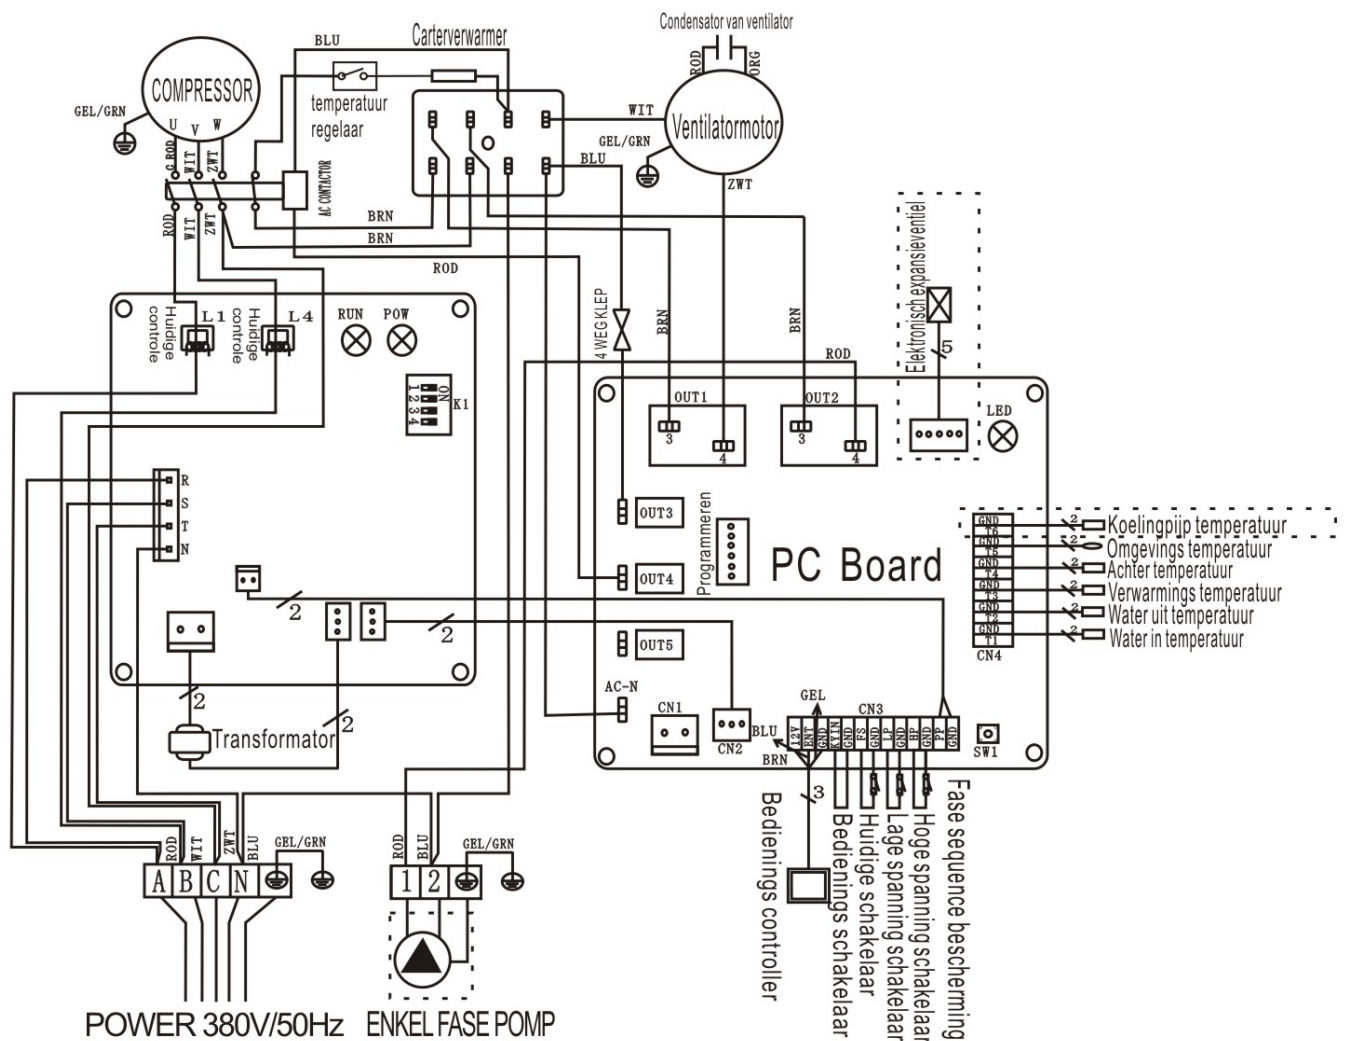 Condensator van ventilator
BLU
Carterverwarmer
ROD
ORG
COMPRESSOR
U
V
W
GEL/GRN
temperatuur
regelaar
WIT
Ventilatormotor
GEL/GRN
BLU
ZWT
G ROD
WIT
ZWT
AC CONTACTOR
ROD
WIT
ZWT
BRN
BRN
ROD
Elektronisch expansieventiel
5
4 WEG KLEP
BRN
BRN
ROD
Huidige
controle
L1
Huidige
controle
L4
RUN
POW
ON
1
2
3
4
K1
OUT1
3
4
OUT2
3
4
LED
R
S
T
N
OUT3
OUT4
OUT5
Programmeren
PC Board
GND
T6
GND
T5
GND
T4
GND
T3
GND
T2
GND
T1
CN4
2
Koelingpijp temperatuur
2
Omgevings temperatuur
Achter temperatuur
Verwarmings temperatuur
2
Water uit temperatuur
2
Water in temperatuur
2
2
2
2
Transformator
AC-N
CN1
CN2
GEL
BLU
BRN
CN3
12V
ENT
GND
KYIN
GND
FS
GND
LP
GND
HP
GND
PP
GND
SW1
3
Bedienings controller
Bedienings schakelaar
Huidige schakelaar
Lage spanning schakelaar
Hoge spanning schakelaar
Fase sequence bescherming
ROD
WIT
ZWT
BLU
GEL/GRN
A B C N
ROD
BLU
GEL/GRN
1 2
POWER 380V/50Hz
ENKEL FASE POMP